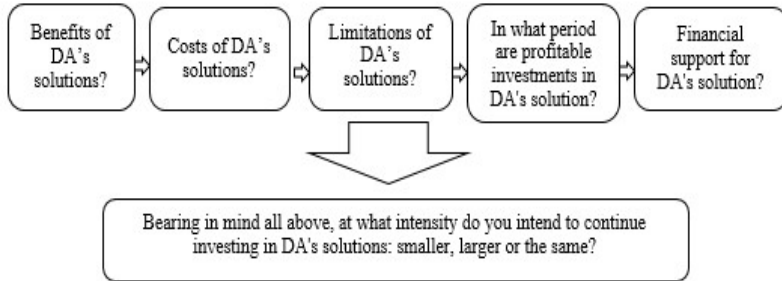 Benefits of
DA’s
solutions?
Costs of DA’s
solutions?
Limitations of
DA’s
solutions?
In what period
are profitable
investments in
DA's solution?
Financial
support for
DA's solution?
Bearing in mind all above, at what intensity do you intend to continue
investing in DA's solutions: smaller, larger or the same?